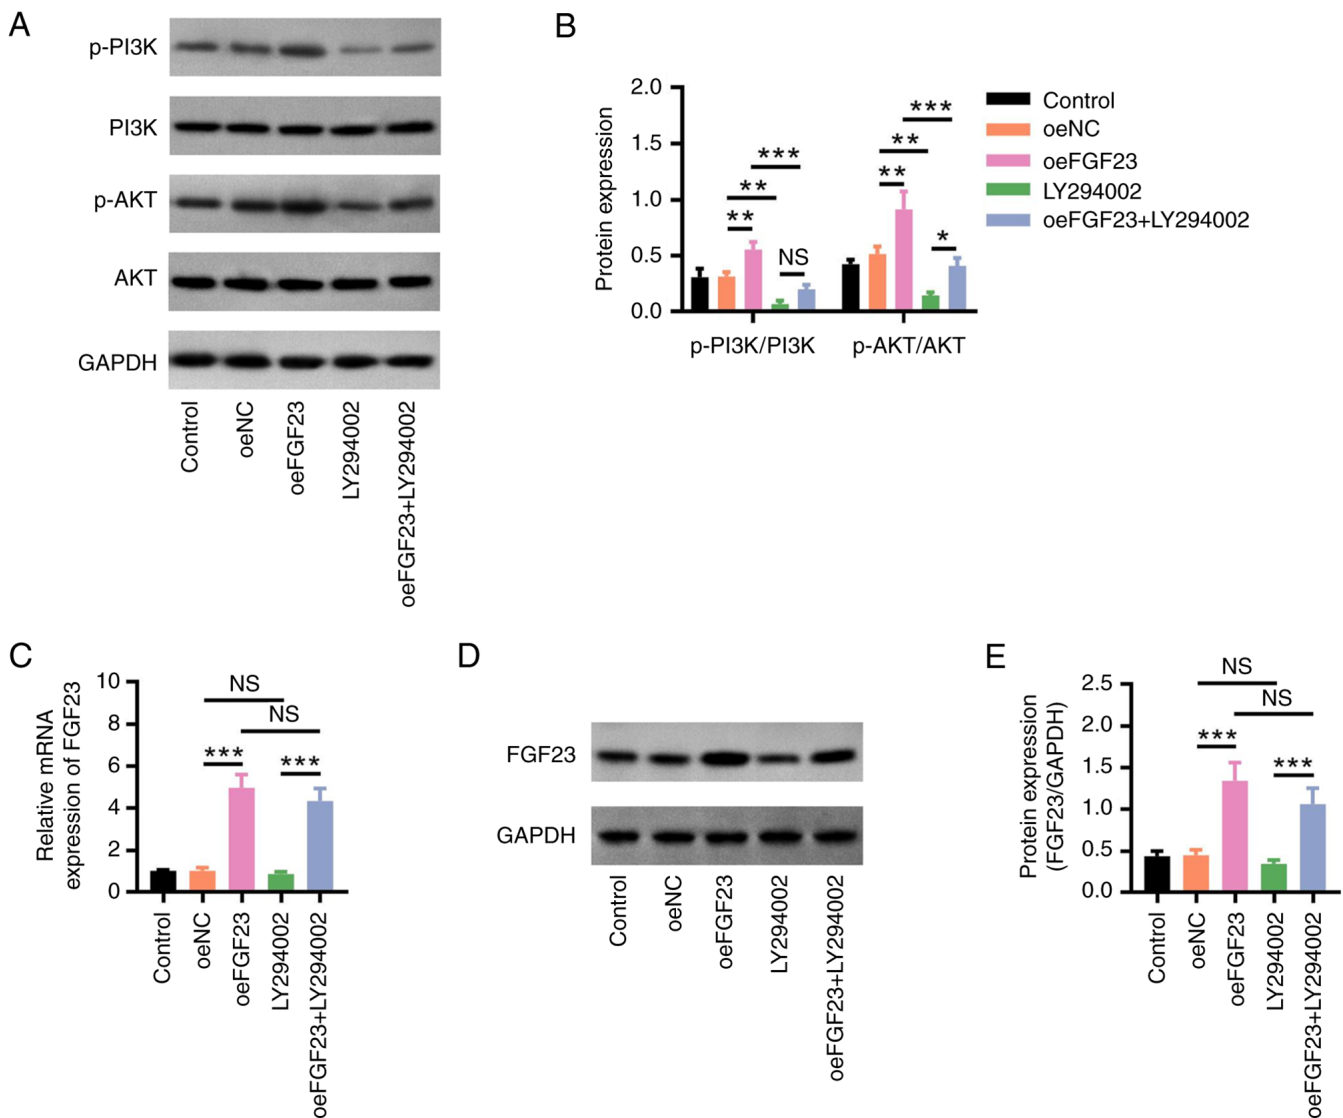 A
p-PI3K
PI3K
p-AKT
AKT
GAPDH
Control
oeNC
oeFGF23
LY294002
oeFGF23+LY294002
B
Protein expression
2.0
1.5
1.0
0.5
0.0
**
**
***
NS
**
**
***
*
p-PI3K/PI3K
p-AKT/AKT
Control
oeNC
oeFGF23
LY294002
oeFGF23+LY294002
C
Relative mRNA
expression of FGF23
10
8
6
4
2
0
NS
NS
***
***
Control
oeNC
oeFGF23
LY294002
oeFGF23+LY294002
D
FGF23
GAPDH
Control
oeNC
oeFGF23
LY294002
oeFGF23+LY294002
E
Protein expression
(FGF23/GAPDH)
2.5
2.0
1.5
1.0
0.5
0.0
NS
NS
***
***
Control
oeNC
oeFGF23
LY294002
oeFGF23+LY294002